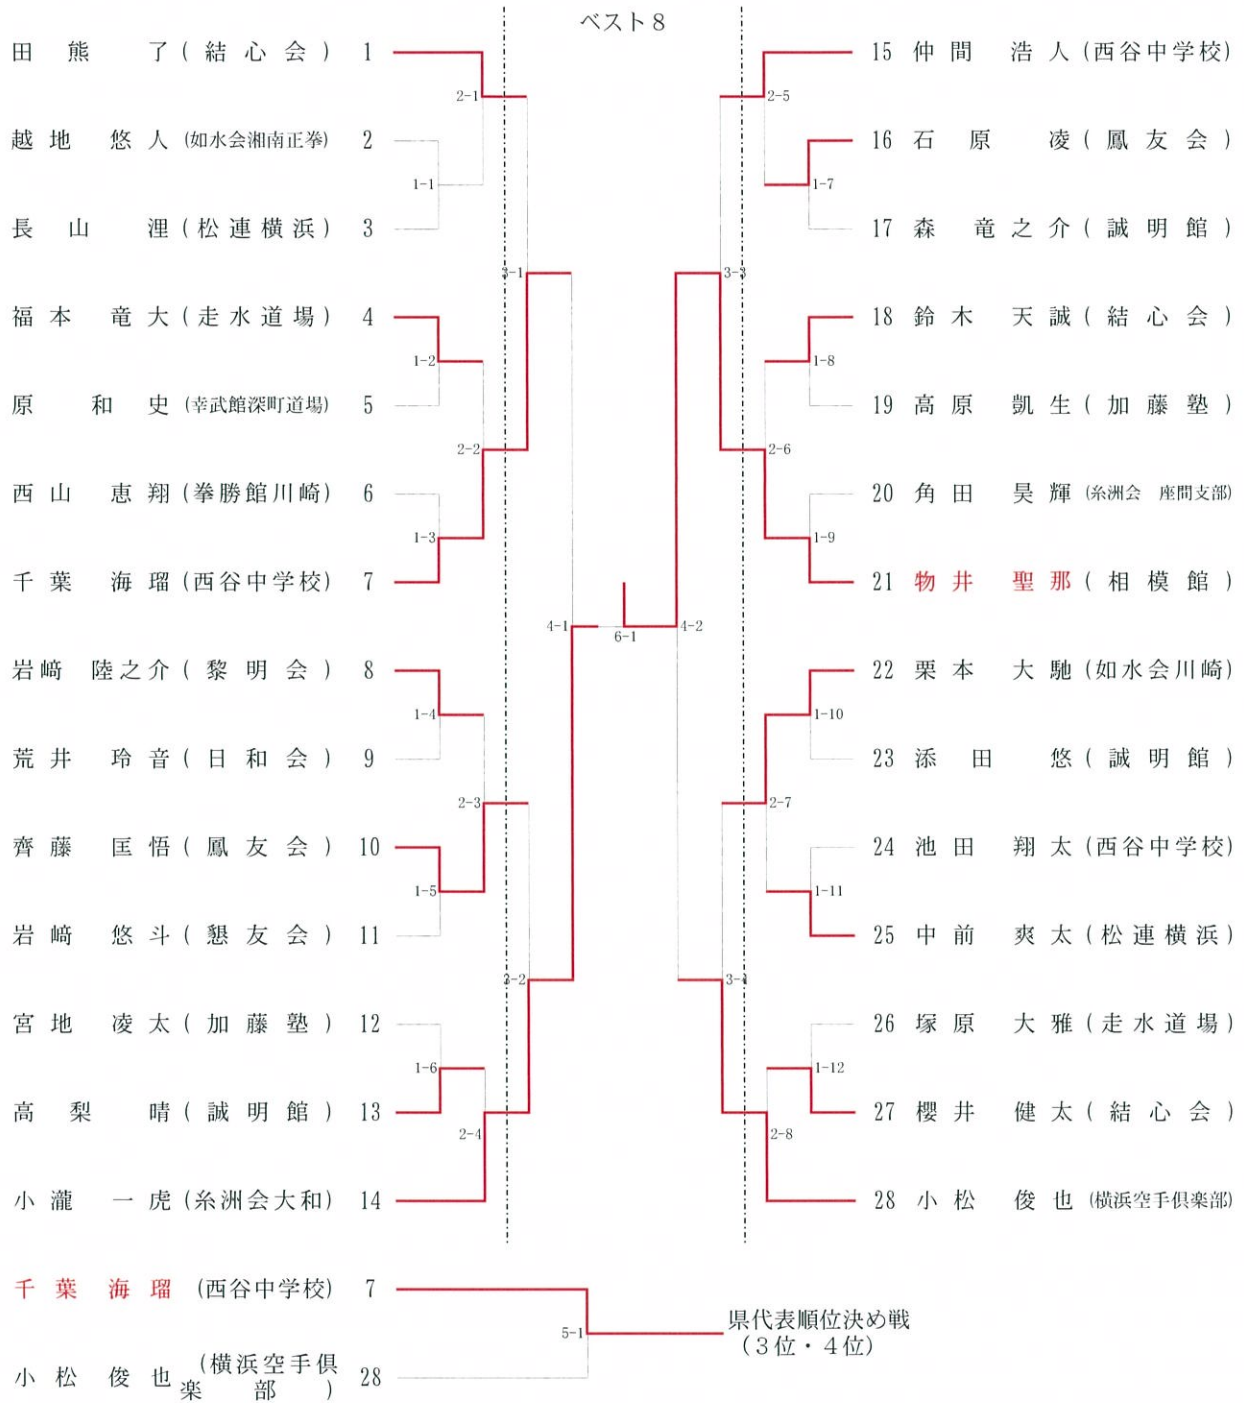 ベスト8
田熊 了 (結心会) 1
2-1
越地 悠人 (如水会湘南正拳) 2
1-1
長山 浬 (松連横浜) 3
3-1
福本 竜大 (走水道場) 4
1-2
原 和史 (幸武館深町道場) 5
2-2
西山 恵翔 (拳勝館川崎) 6
1-3
千葉 海瑠 (西谷中学校) 7
4-1
岩﨑 陸之介 (黎明会) 8
1-4
荒井 玲音 (日和会) 9
2-3
齊藤 匡悟 (鳳友会) 10
1-5
岩﨑 悠斗 (懇友会) 11
3-2
宮地 凌太 (加藤塾) 12
1-6
高梨 晴 (誠明館) 13
2-4
小瀧 一虎 (糸洲会大和) 14
6-1
15 仲間 浩人 (西谷中学校)
2-5
16 石原 凌 (鳳友会)
1-7
17 森 竜之介 (誠明館)
3-3
18 鈴木 天誠 (結心会)
1-8
19 高原 凱生 (加藤塾)
2-6
20 角田 昊輝 (糸洲会 座間支部)
1-9
21 物井 聖那 (相模館)
4-2
22 栗本 大馳 (如水会川崎)
1-10
23 添田 悠 (誠明館)
2-7
24 池田 翔太 (西谷中学校)
1-11
25 中前 爽太 (松連横浜)
3-4
26 塚原 大雅 (走水道場)
1-12
27 櫻井 健太 (結心会)
2-8
28 小松 俊也 (横浜空手倶楽部)
千葉 海瑠 (西谷中学校) 7
5-1
県代表順位決め戦
(3位・4位)
小松 俊也 (横浜空手倶
楽部) 28